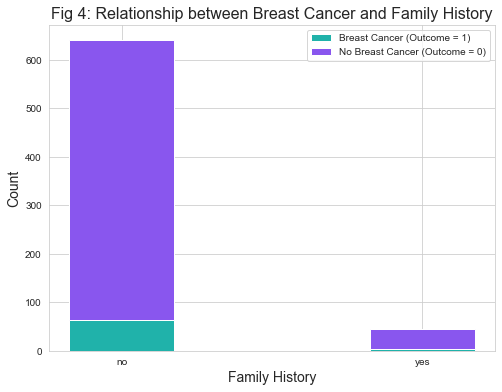 Fig 4: Relationship between Breast Cancer and Family History
Breast Cancer (Outcome = 1)
No Breast Cancer (Outcome = 0)
600
500
400
300
200
100
0
Count
no
yes
Family History